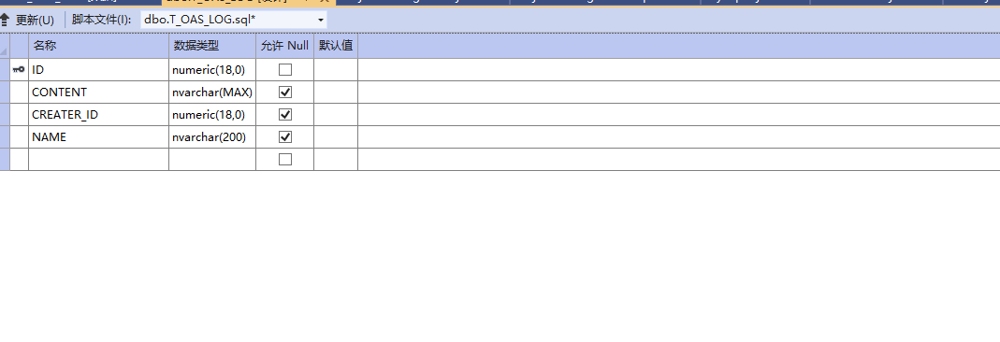 更新(U) 脚本文件(I): dbo.T_OAS_LOG.sql*
名称 数据类型 允许 Null 默认值
ID numeric(18,0)
CONTENT nvarchar(MAX)
CREATER_ID numeric(18,0)
NAME nvarchar(200)